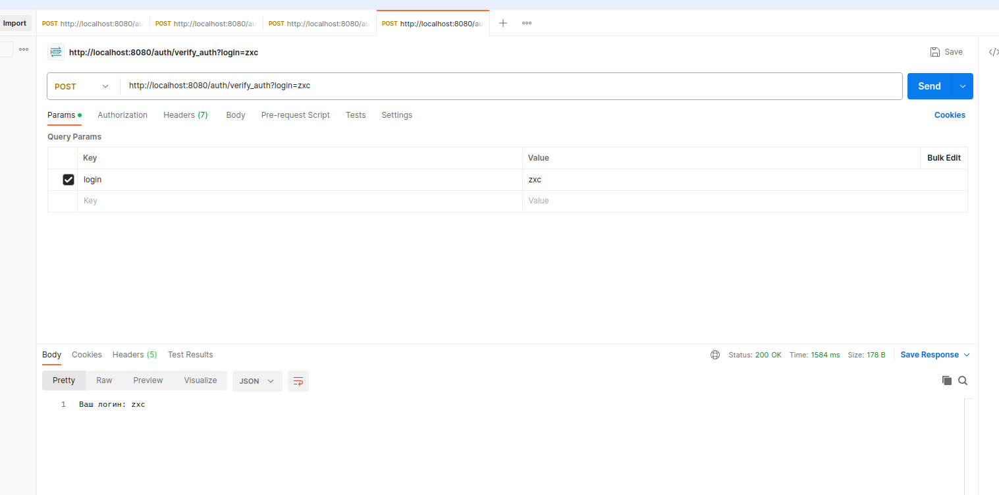 Import POST http://localhost:8080/au POST http://localhost:8080/au POST http://localhost:8080/au POST http://localhost:8080/au
HTTP http://localhost:8080/auth/verify_auth?login=zxc Save
POST http://localhost:8080/auth/verify_auth?login=zxc Send
Params Authorization Headers (7) Body Pre-request Script Tests Settings Cookies
Query Params
Key Value Bulk Edit
login zxc
Key Value
Body Cookies Headers (5) Test Results Status: 200 OK Time: 1584 ms Size: 178 B Save Response
Pretty Raw Preview Visualize JSON
1 Ваш логин: zxc